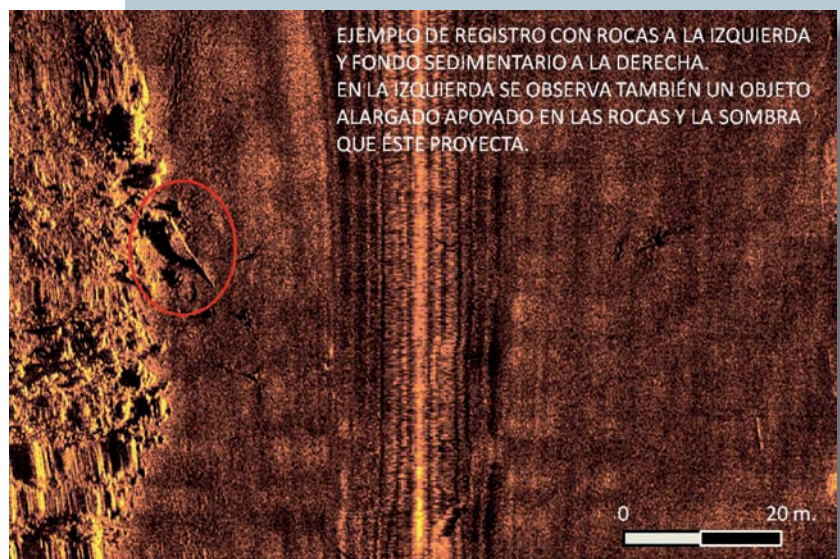 EJEMPLO DE REGISTRO CON ROCAS A LA IZQUIERDA
Y FONDO SEDIMENTARIO A LA DERECHA.
EN LA IZQUIERDA SE OBSERVA TAMBIÉN UN OBJETO
ALARGADO APOYADO EN LAS ROCAS Y LA SOMBRA
QUE ÉSTE PROYECTA.
0 20 m.